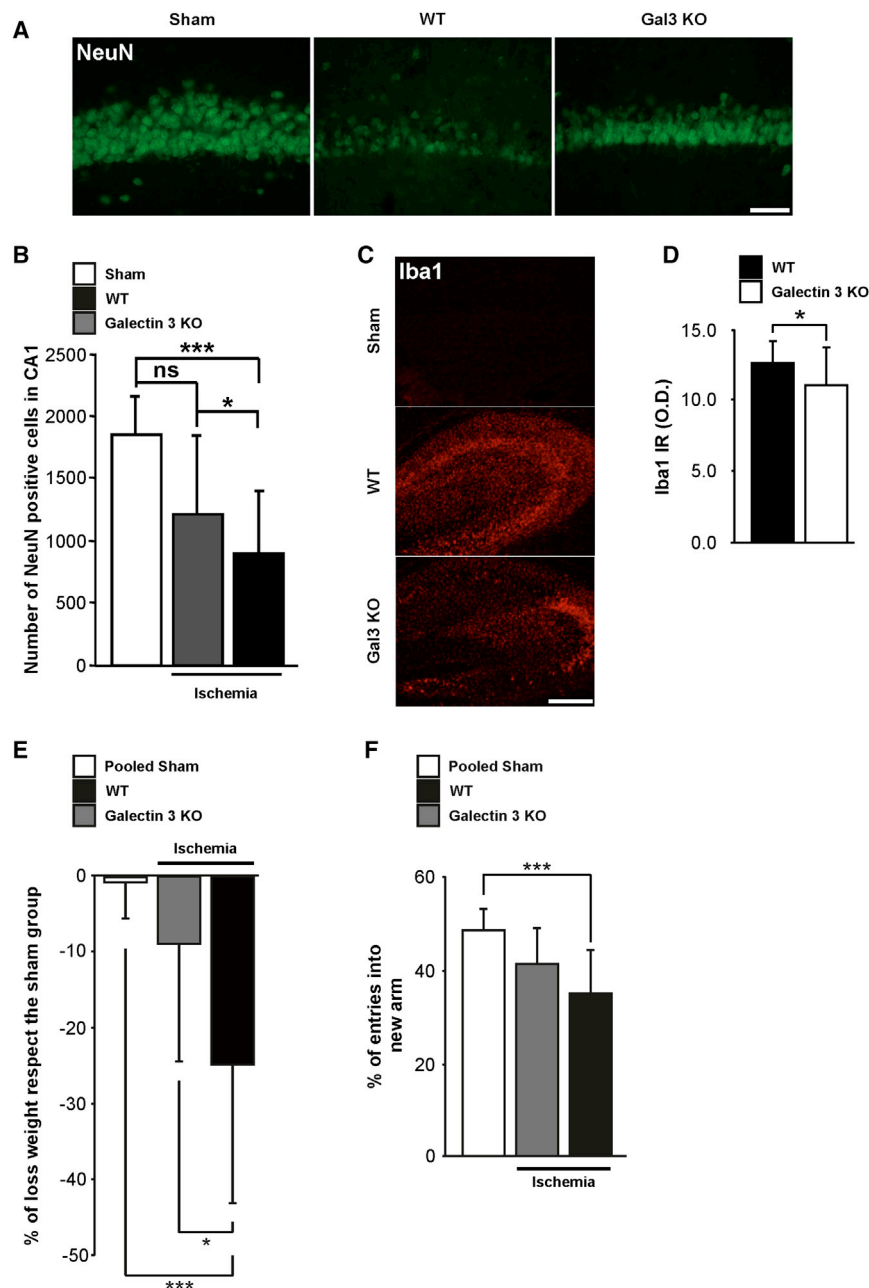 A
Sham
WT
Gal3 KO
NeuN
B
Sham
WT
Galectin 3 KO
Number of NeuN positive cells in CA1
2500
2000
1500
1000
500
0
***
ns
*
Ischemia
C
Iba1
Sham
WT
Gal3 KO
D
WT
Galectin 3 KO
Iba1 IR (O.D.)
15.0
10.0
5.0
0.0
*
E
Pooled Sham
WT
Galectin 3 KO
Ischemia
% of loss weight respect the sham group
0
-10
-20
-30
-40
-50
*
***
F
Pooled Sham
WT
Galectin 3 KO
% of entries into
new arm
60
40
20
0
***
Ischemia